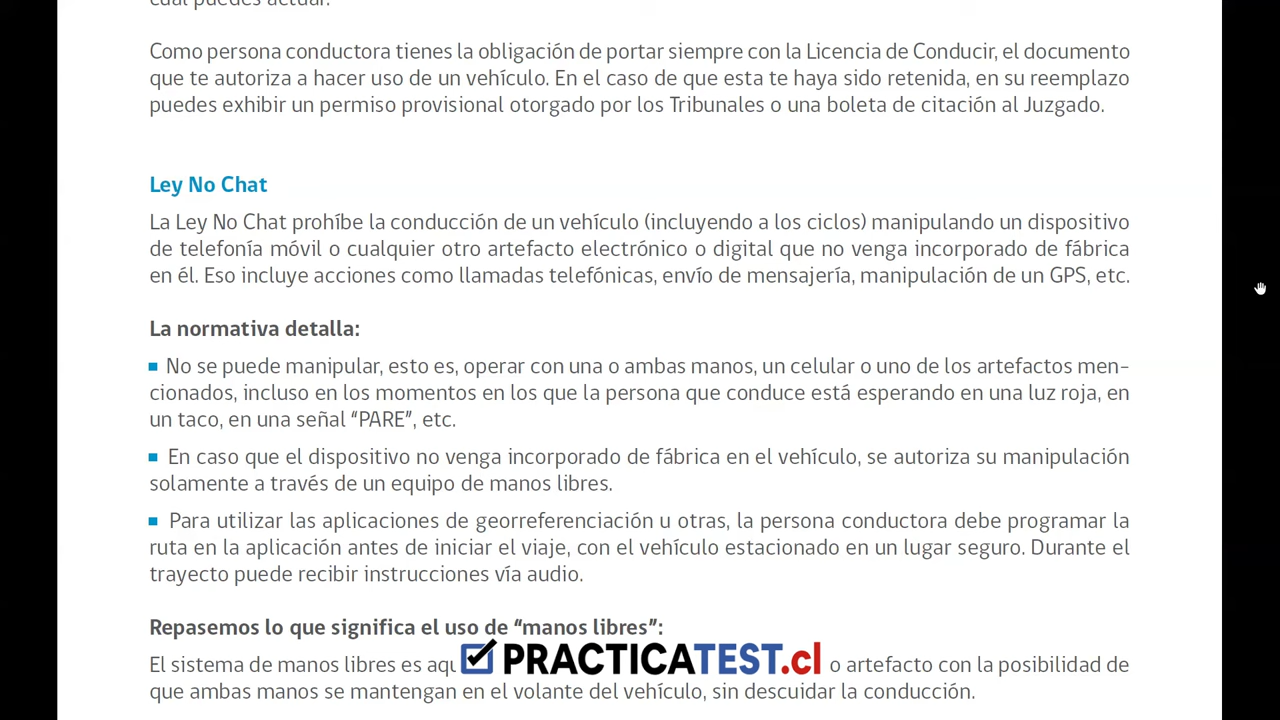 cual puedes actuar.
Como persona conductora tienes la obligación de portar siempre con la Licencia de Conducir, el documento
que te autoriza a hacer uso de un vehículo. En el caso de que esta te haya sido retenida, en su reemplazo
puedes exhibir un permiso provisional otorgado por los Tribunales o una boleta de citación al Juzgado.
Ley No Chat
La Ley No Chat prohíbe la conducción de un vehículo (incluyendo a los ciclos) manipulando un dispositivo
de telefonía móvil o cualquier otro artefacto electrónico o digital que no venga incorporado de fábrica
en él. Eso incluye acciones como llamadas telefónicas, envío de mensajería, manipulación de un GPS, etc.
La normativa detalla:
No se puede manipular, esto es, operar con una o ambas manos, un celular o uno de los artefactos men-
cionados, incluso en los momentos en los que la persona que conduce está esperando en una luz roja, en
un taco, en una señal “PARE”, etc.
En caso que el dispositivo no venga incorporado de fábrica en el vehículo, se autoriza su manipulación
solamente a través de un equipo de manos libres.
Para utilizar las aplicaciones de georreferenciación u otras, la persona conductora debe programar la
ruta en la aplicación antes de iniciar el viaje, con el vehículo estacionado en un lugar seguro. Durante el
trayecto puede recibir instrucciones vía audio.
Repasemos lo que significa el uso de “manos libres”:
El sistema de manos libres es aqu PRACTICATEST.cl o artefacto con la posibilidad de
que ambas manos se mantengan en el volante del vehículo, sin descuidar la conducción.